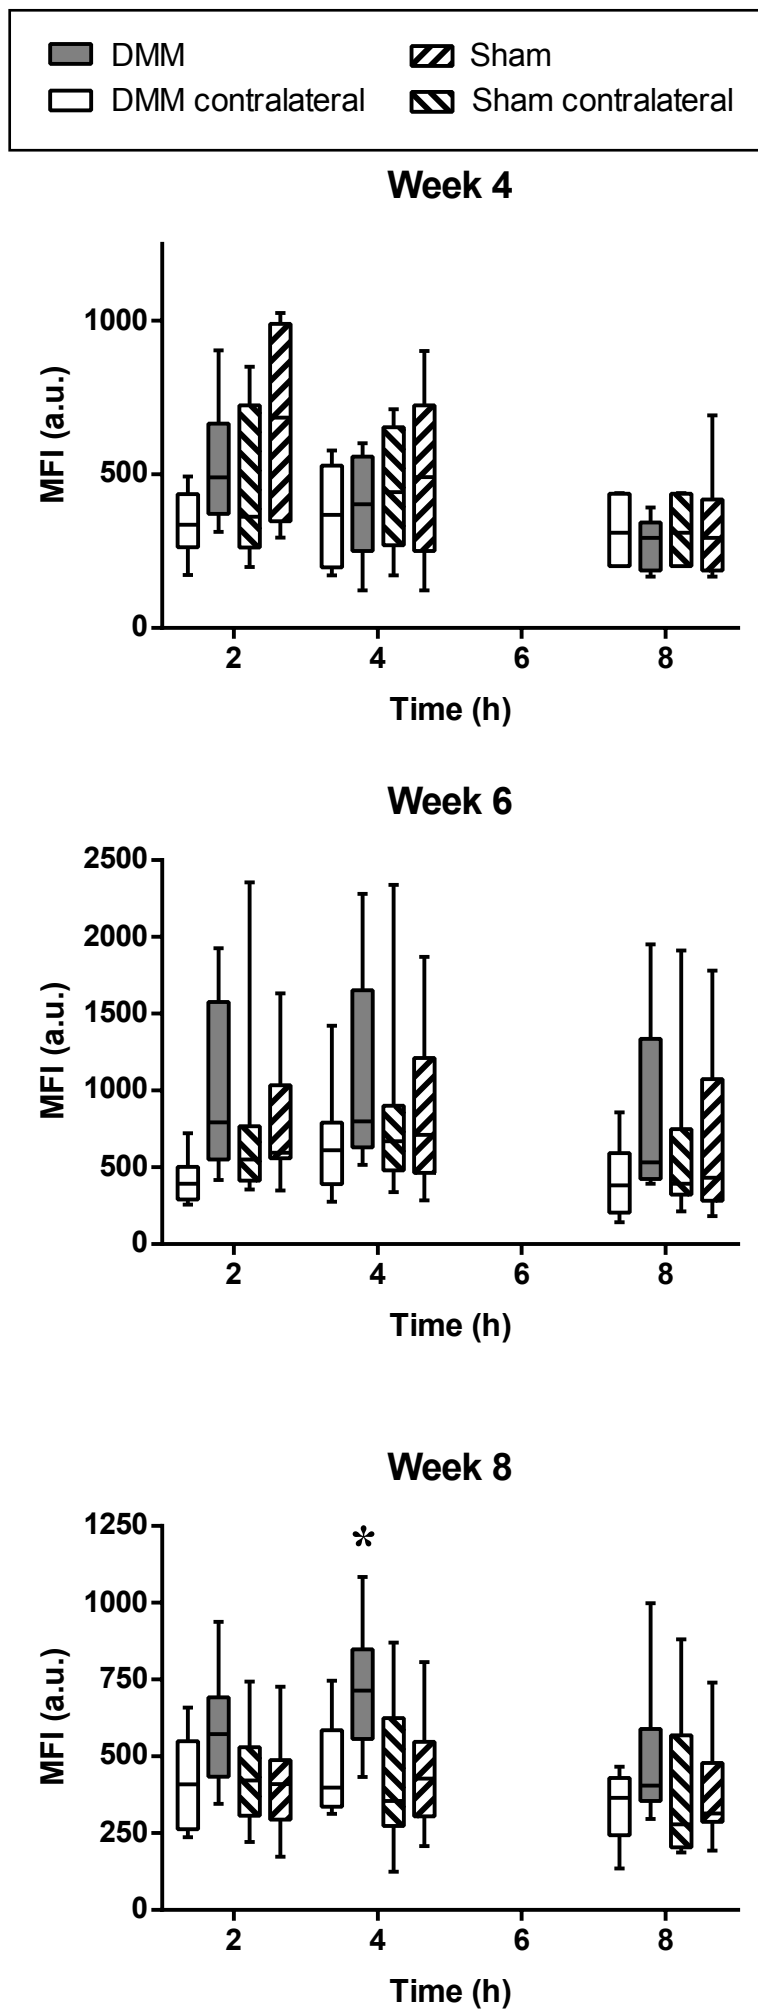 DMM Sham
DMM contralateral Sham contralateral
Week 4
MFI (a.u.)
1000
500
0
2 4 6 8
Time (h)
Week 6
MFI (a.u.)
2500
2000
1500
1000
500
0
2 4 6 8
Time (h)
Week 8
MFI (a.u.)
1250
*
1000
750
500
250
0
2 4 6 8
Time (h)